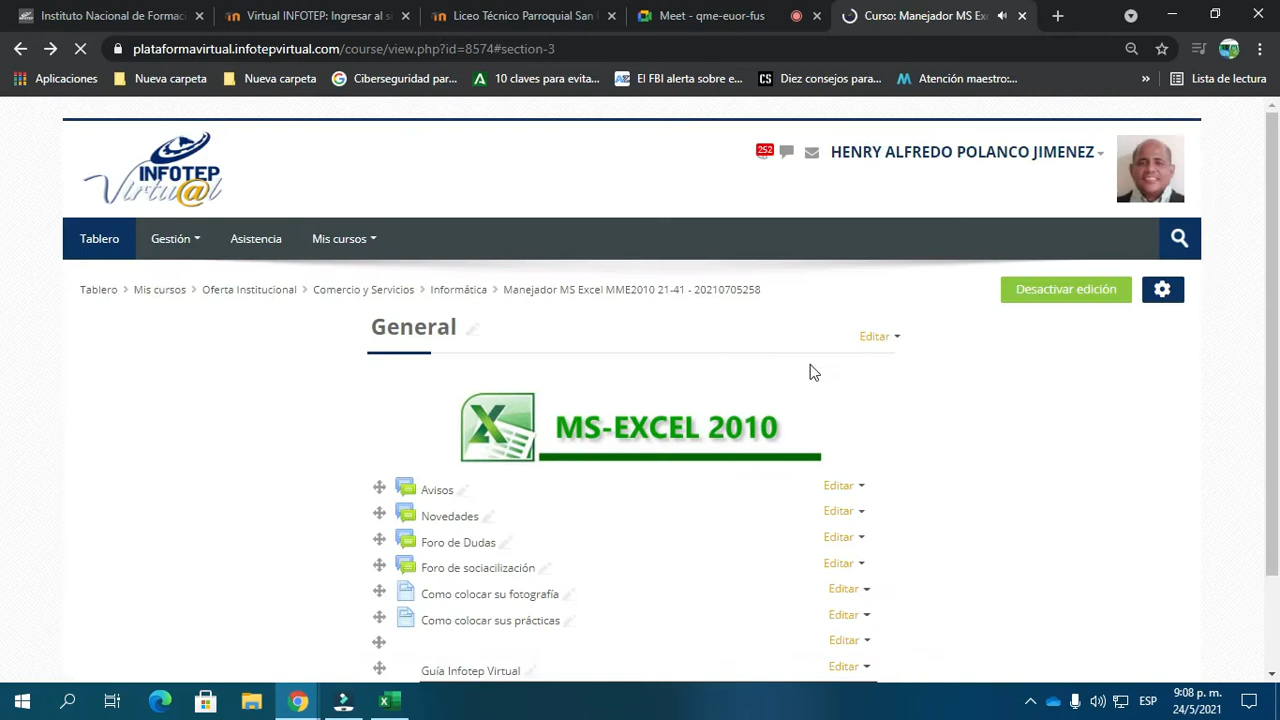 Instituto Nacional de Formaci
Virtual INFOTEP: Ingresar al s
Liceo Técnico Parroquial San
Meet - qme-euor-fus
Curso: Manejador MS Ex
plataformavirtual.infotepvirtual.com/course/view.php?id=8574#section-3
Aplicaciones
Nueva carpeta
Nueva carpeta
Ciberseguridad par...
10 claves para evita...
El FBI alerta sobre e...
Diez consejos para...
Atención maestro:...
»
Lista de lectura
INFOTEP
Virtu@l
252
HENRY ALFREDO POLANCO JIMENEZ
Tablero
Gestión
Asistencia
Mis cursos
Tablero > Mis cursos > Oferta Institucional > Comercio y Servicios > Informática > Manejador MS Excel MME2010 21-41 - 20210705258
Desactivar edición
General
Editar
MS-EXCEL 2010
Avisos Editar
Novedades Editar
Foro de Dudas Editar
Foro de sociacilización Editar
Como colocar su fotografía Editar
Como colocar sus prácticas Editar
Editar
Guía Infotep Virtual Editar
ESP
9:08 p. m.
24/5/2021